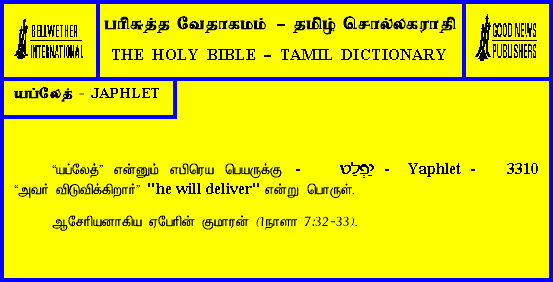 BELLWETHER
INTERNATIONAL
பரிசுத்த வேதாகமம் – தமிழ் சொல்லகராதி
THE HOLY BIBLE – TAMIL DICTIONARY
GOOD NEWS
PUBLISHERS
யப்லேத் - JAPHLET
“யப்லேத்” என்னும் எபிரெய பெயருக்கு - יַפְלֵט - Yaphlet - 3310
“அவர் விடுவிக்கிறார்” "he will deliver" என்று பொருள்.
ஆசேரியனாகிய ஏபேரின் குமாரன் (1நாளா 7:32-33).